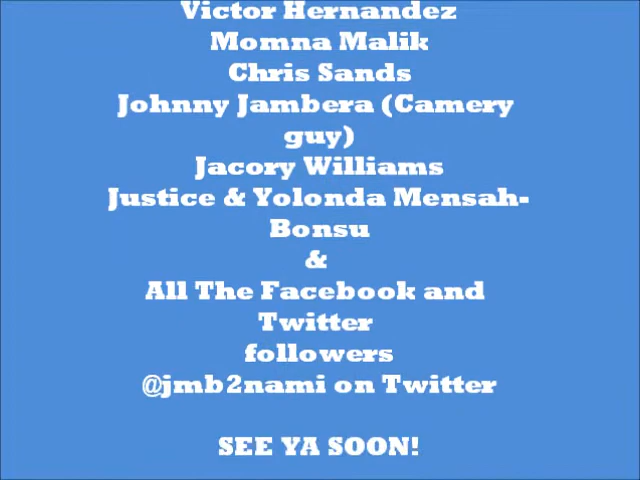 Victor Hernandez
Momna Malik
Chris Sands
Johnny Jambera (Camery
guy)
Jacory Williams
Justice & Yolonda Mensah-
Bonsu
&
All The Facebook and
Twitter
followers
@jmb2nami on Twitter
SEE YA SOON!